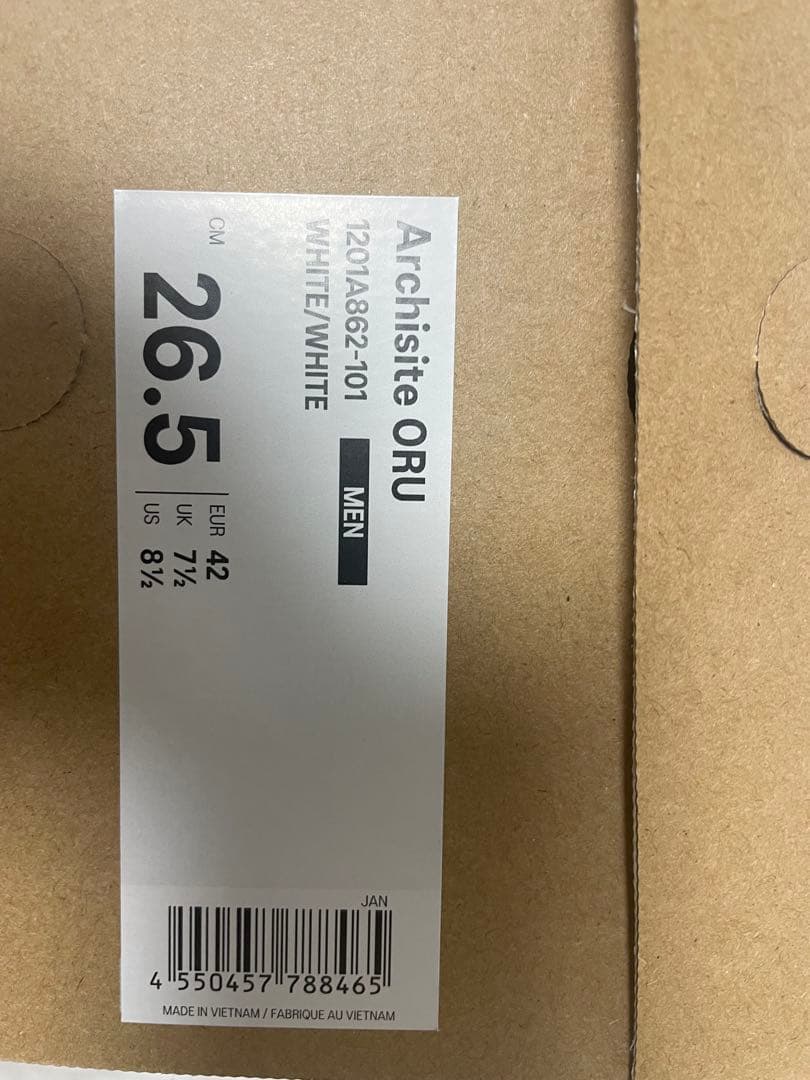 Archisite ORU
1201A862-101
MEN
WHITE/WHITE
CM
26.5
EUR 42
UK 7½
US 8½
JAN
4 550457 788465
MADE IN VIETNAM / FABRIQUE AU VIETNAM